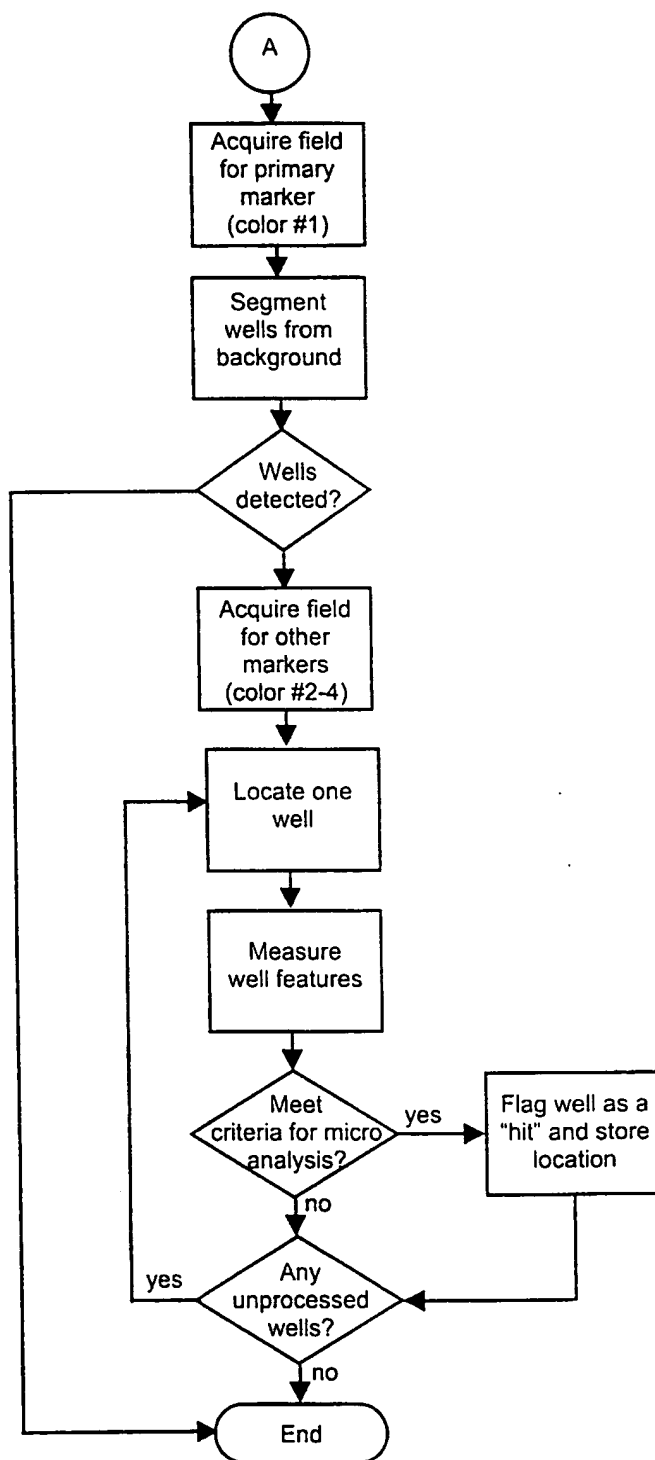 A
Acquire field
for primary
marker
(color #1)
Segment
wells from
background
Wells
detected?
Acquire field
for other
markers
(color #2-4)
Locate one
well
Measure
well features
Meet
criteria for micro
analysis?
yes
Flag well as a
"hit" and store
location
no
yes
Any
unprocessed
wells?
no
End